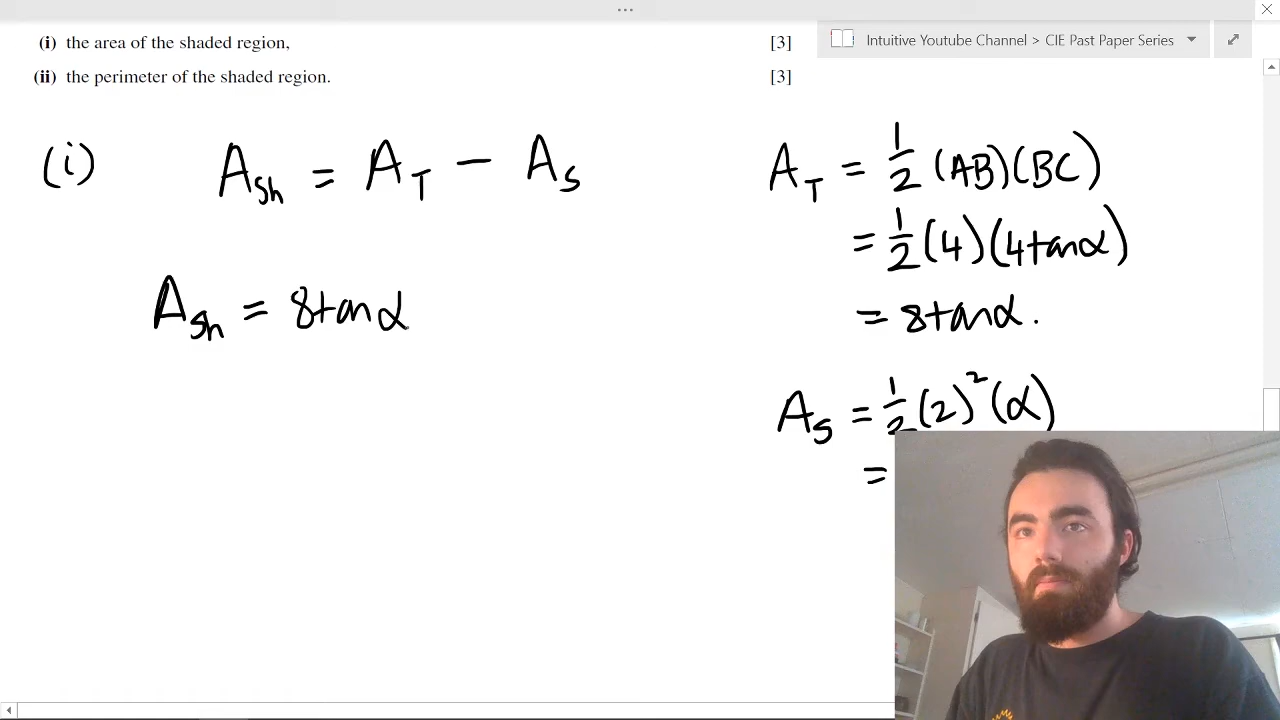 (i) the area of the shaded region, [3]
Intuitive Youtube Channel > CIE Past Paper Series
(ii) the perimeter of the shaded region. [3]
(i) A_Sh = A_T - A_S
A_Sh = 8tanα
A_T = 1/2 (AB)(BC)
= 1/2 (4)(4tanα)
= 8tanα.
A_S = 1/2 (2)² (α)
=